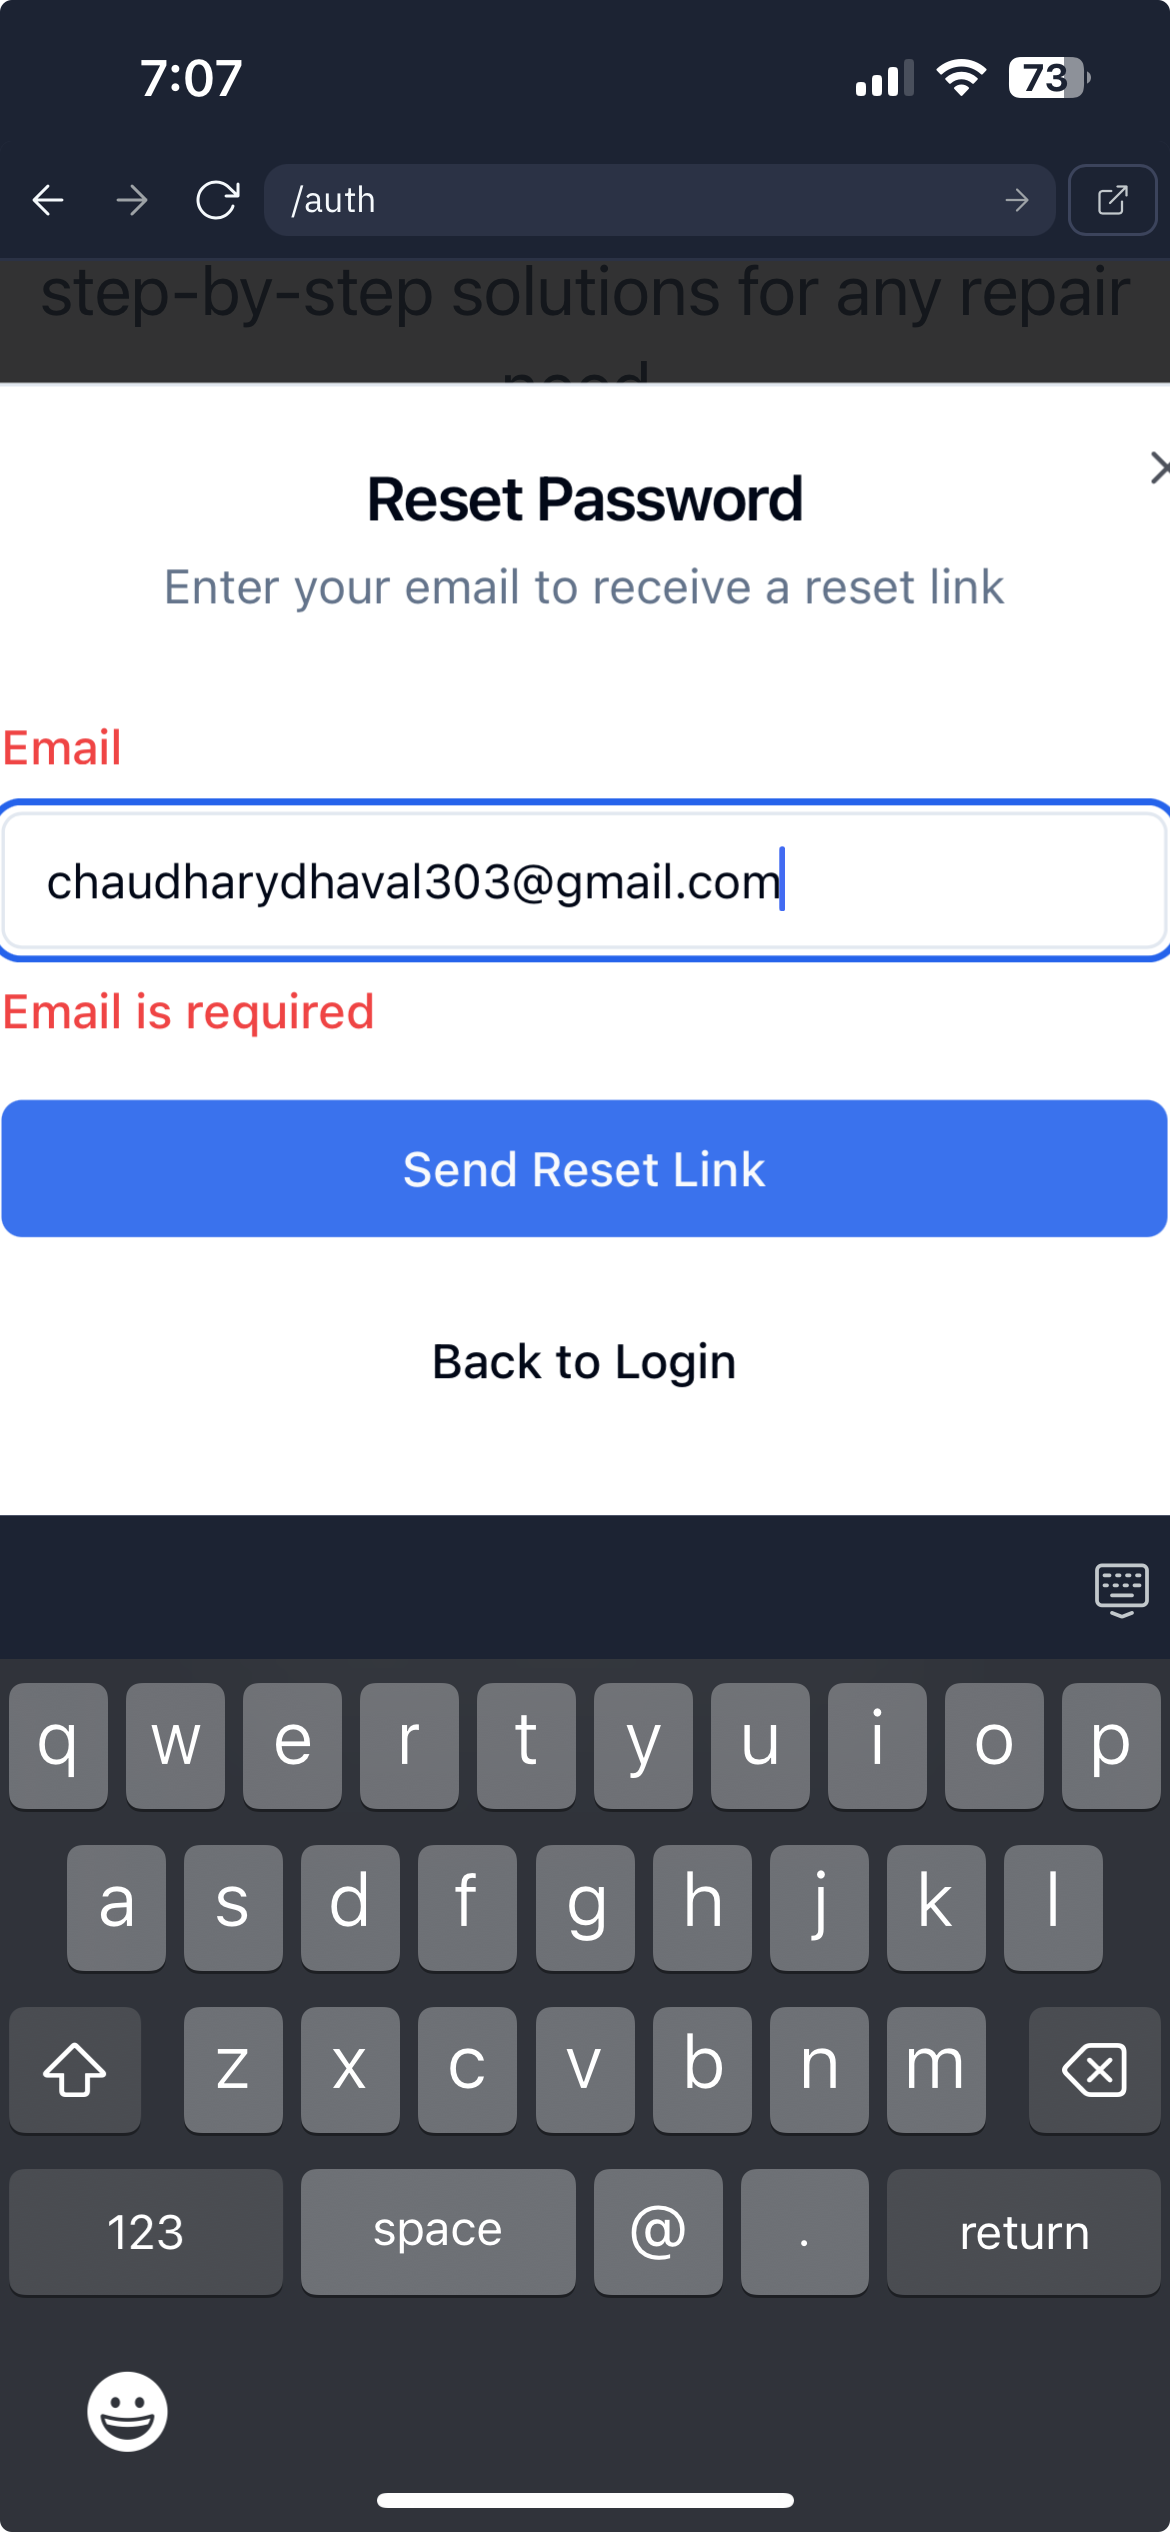 7:07
73
/auth
step-by-step solutions for any repair
need
Reset Password
Enter your email to receive a reset link
Email
chaudharydhaval303@gmail.com
Email is required
Send Reset Link
Back to Login
q w e r t y u i o p
a s d f g h j k l
z x c v b n m
123 space @ . return